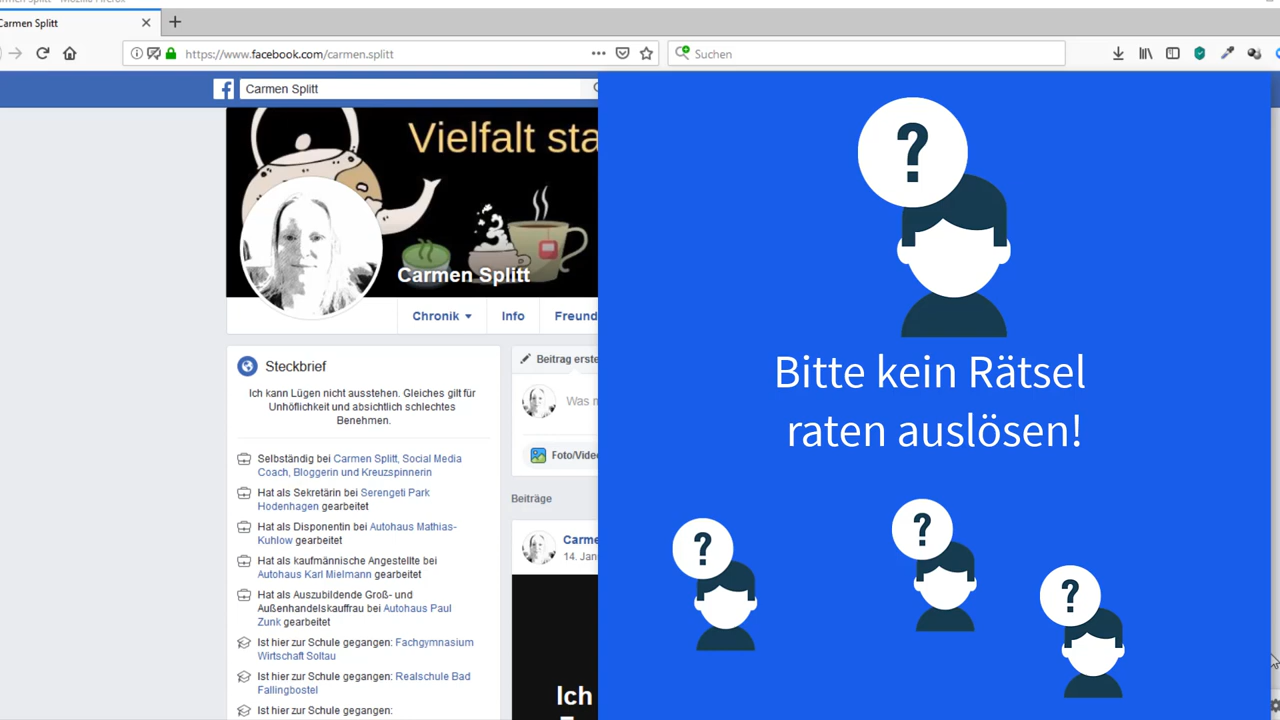 Carmen Splitt
https://www.facebook.com/carmen.splitt
Suchen
Carmen Splitt
Vielfalt sta
Carmen Splitt
Chronik
Info
Freund
Steckbrief
Ich kann Lügen nicht ausstehen. Gleiches gilt für
Unhöflichkeit und absichtlich schlechtes
Benehmen.
Selbständig bei Carmen Splitt, Social Media
Coach, Bloggerin und Kreuzspinnerin
Hat als Sekretärin bei Serengeti Park
Hodenhagen gearbeitet
Hat als Disponentin bei Autohaus Mathias-
Kuhlow gearbeitet
Hat als kaufmännische Angestellte bei
Autohaus Karl Mielmann gearbeitet
Hat als Auszubildende Groß- und
Außenhandelskauffrau bei Autohaus Paul
Zunk gearbeitet
Ist hier zur Schule gegangen: Fachgymnasium
Wirtschaft Soltau
Ist hier zur Schule gegangen: Realschule Bad
Fallingbostel
Ist hier zur Schule gegangen:
Beitrag erste
Was m
Foto/Video
Beiträge
Carme
14. Janu
Ich
?
Bitte kein Rätsel
raten auslösen!
?
?
?